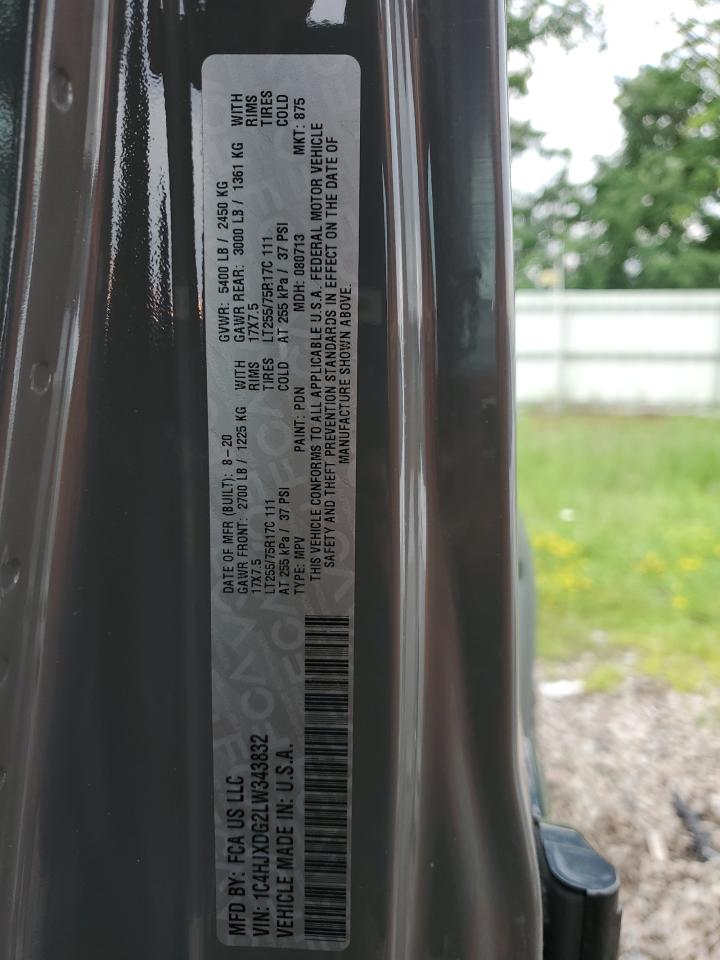 MFD BY: FCA US LLC
VIN: 1C4HJXDG2LW343832
VEHICLE MADE IN: U.S.A.
DATE OF MFR (BUILT): 8-20 GVWR: 5400 LB / 2450 KG
GAWR FRONT: 2700 LB / 1225 KG WITH GAWR REAR: 3000 LB / 1361 KG WITH
17X7.5 RIMS 17X7.5 RIMS
LT255/75R17C 111 TIRES LT255/75R17C 111 TIRES
AT 255 kPa / 37 PSI COLD AT 255 kPa / 37 PSI COLD
TYPE: MPV PAINT: PDN MDH: 080713 MKT: 875
THIS VEHICLE CONFORMS TO ALL APPLICABLE U.S.A. FEDERAL MOTOR VEHICLE
SAFETY AND THEFT PREVENTION STANDARDS IN EFFECT ON THE DATE OF
MANUFACTURE SHOWN ABOVE.